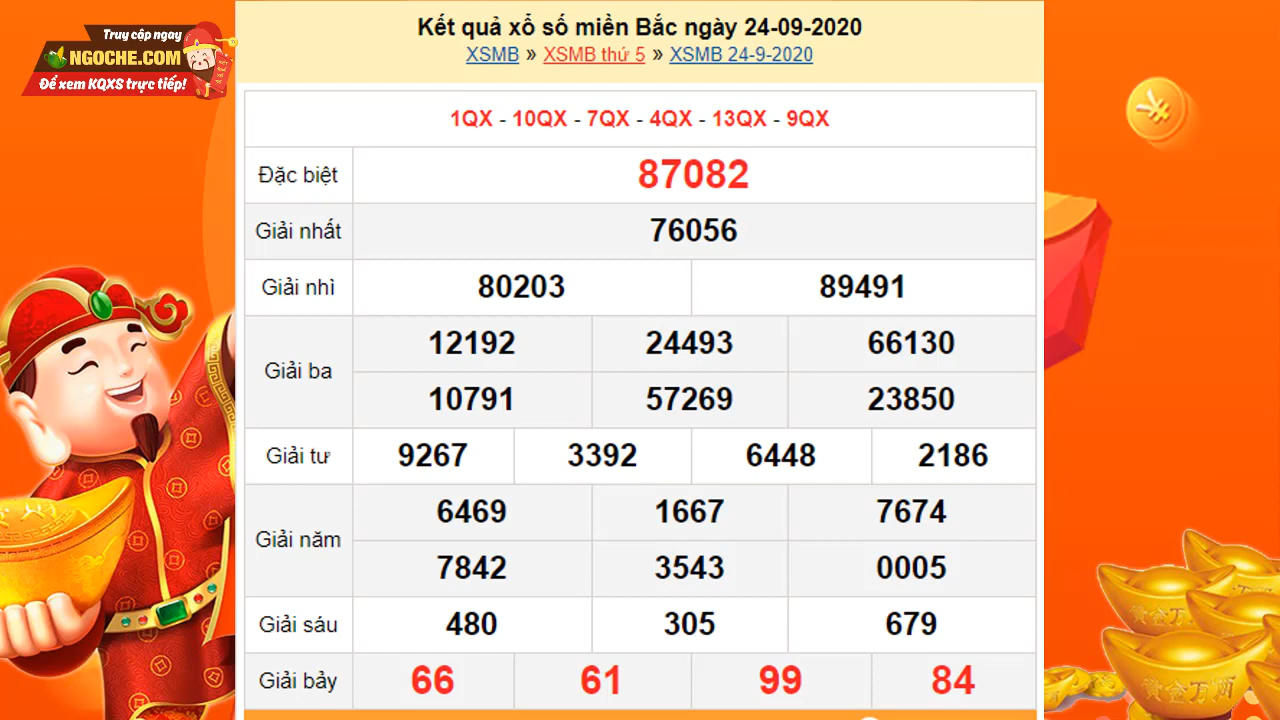 Truy cập ngay
NGOCHE.COM
Để xem KQXS trực tiếp!
Kết quả xổ số miền Bắc ngày 24-09-2020
XSMB » XSMB thứ 5 » XSMB 24-9-2020
1QX - 10QX - 7QX - 4QX - 13QX - 9QX
Đặc biệt 87082
Giải nhất 76056
Giải nhì 80203 89491
Giải ba 12192 24493 66130
10791 57269 23850
Giải tư 9267 3392 6448 2186
Giải năm 6469 1667 7674
7842 3543 0005
Giải sáu 480 305 679
Giải bảy 66 61 99 84